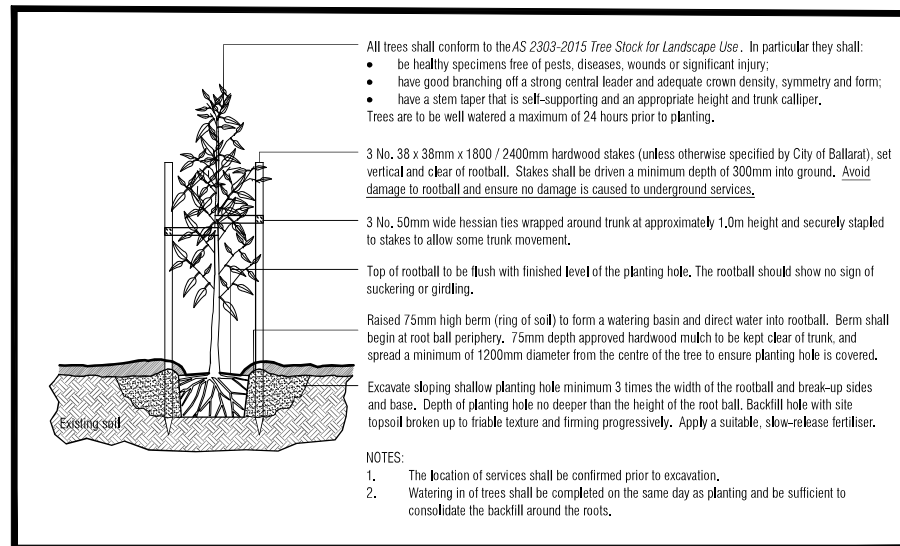 All trees shall conform to the AS 2303-2015 Tree Stock for Landscape Use. In particular they shall:
• be healthy specimens free of pests, diseases, wounds or significant injury;
• have good branching off a strong central leader and adequate crown density, symmetry and form;
• have a stem taper that is self-supporting and an appropriate height and trunk calliper.
Trees are to be well watered a maximum of 24 hours prior to planting.
3 No. 38 x 38mm x 1800 / 2400mm hardwood stakes (unless otherwise specified by City of Ballarat), set
vertical and clear of rootball. Stakes shall be driven a minimum depth of 300mm into ground. Avoid
damage to rootball and ensure no damage is caused to underground services.
3 No. 50mm wide hessian ties wrapped around trunk at approximately 1.0m height and securely stapled
to stakes to allow some trunk movement.
Top of rootball to be flush with finished level of the planting hole. The rootball should show no sign of
suckering or girdling.
Raised 75mm high berm (ring of soil) to form a watering basin and direct water into rootball. Berm shall
begin at root ball periphery. 75mm depth approved hardwood mulch to be kept clear of trunk, and
spread a minimum of 1200mm diameter from the centre of the tree to ensure planting hole is covered.
Excavate sloping shallow planting hole minimum 3 times the width of the rootball and break-up sides
and base. Depth of planting hole no deeper than the height of the root ball. Backfill hole with site
topsoil broken up to friable texture and firming progressively. Apply a suitable, slow-release fertiliser.
Existing soil
NOTES:
1. The location of services shall be confirmed prior to excavation.
2. Watering in of trees shall be completed on the same day as planting and be sufficient to
consolidate the backfill around the roots.